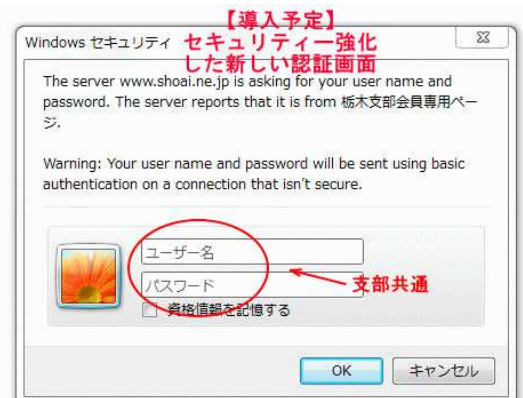 【導入予定】
Windows セキュリティ セキュリティー強化
した新しい認証画面
The server www.shoai.ne.jp is asking for your user name and
password. The server reports that it is from 栃木支部会員専用ペー
ジ.
Warning: Your user name and password will be sent using basic
authentication on a connection that isn't secure.
ユーザー名
パスワード
支部共通
資格情報を記憶する
OK キャンセル